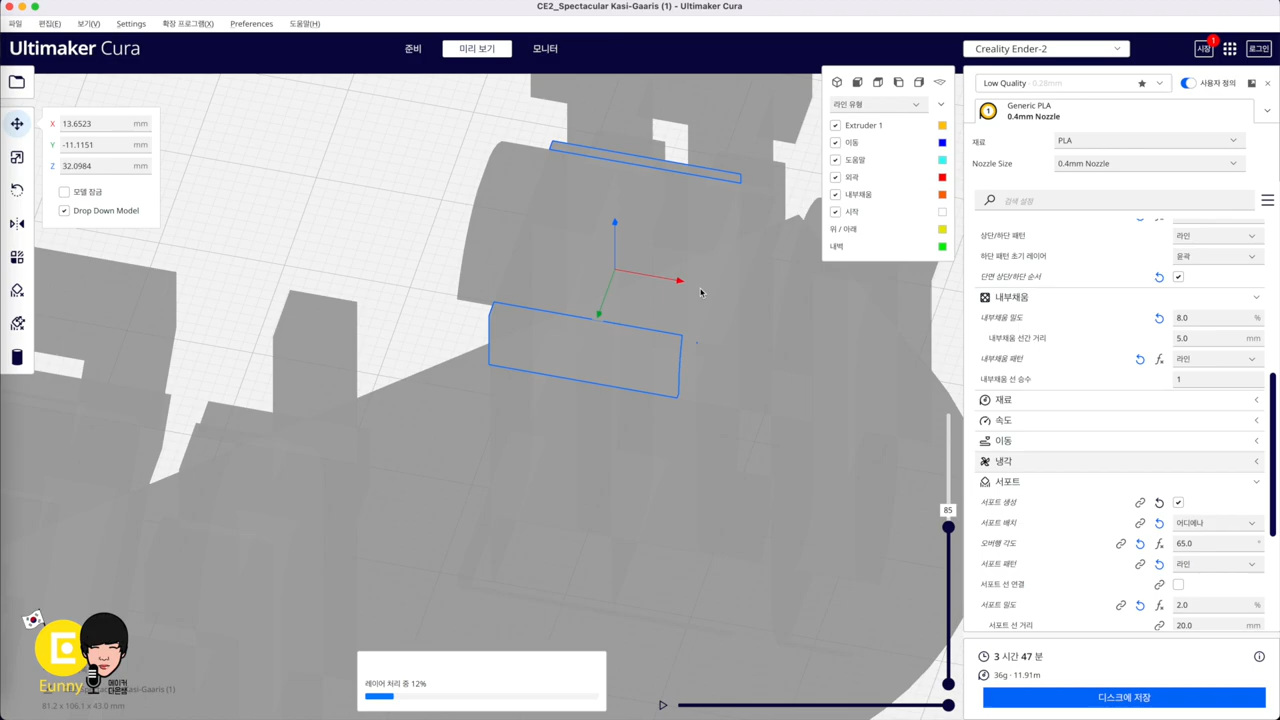 CE2_Spectacular Kasi-Gaaris (1) - Ultimaker Cura
파일 편집(E) 보기(V) Settings 확장 프로그램(X) Preferences 도움말(H)
Ultimaker Cura
준비 미리 보기 모니터
Creality Ender-2
시장
1
로그인
X 13.6523 mm
Y -11.1151 mm
Z 32.0984 mm
모델 잠금
Drop Down Model
라인 유형
Extruder 1
이동
도움말
외곽
내부채움
시작
위 / 아래
내벽
Low Quality - 0.28mm
사용자 정의
1
Generic PLA
0.4mm Nozzle
재료 PLA
Nozzle Size 0.4mm Nozzle
검색 설정
상단/하단 패턴 라인
하단 패턴 초기 레이어 윤곽
단면 상단/하단 순서
내부채움
내부채움 밀도 8.0 %
내부채움 선간 거리 5.0 mm
내부채움 패턴 라인
내부채움 선 승수 1
재료
속도
이동
냉각
서포트
서포트 생성
서포트 배치 어디에나
오버행 각도 65.0 °
서포트 패턴 라인
서포트 선 연결
서포트 밀도 2.0 %
서포트 선 거리 20.0 mm
85
레이어 처리 중 12%
3 시간 47 분
36g · 11.91m
디스크에 저장
E
Eunny
메이커
다은쌤
Kasi-Gaaris (1)
81.2 x 106.1 x 43.0 mm